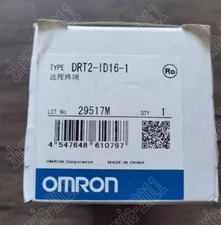 TYPE DRT2-ID16-1
远程终端
Ro
LOT No 29517M QTY 1
4 547648 610797
OMRON MADE IN CHINA
OMRON